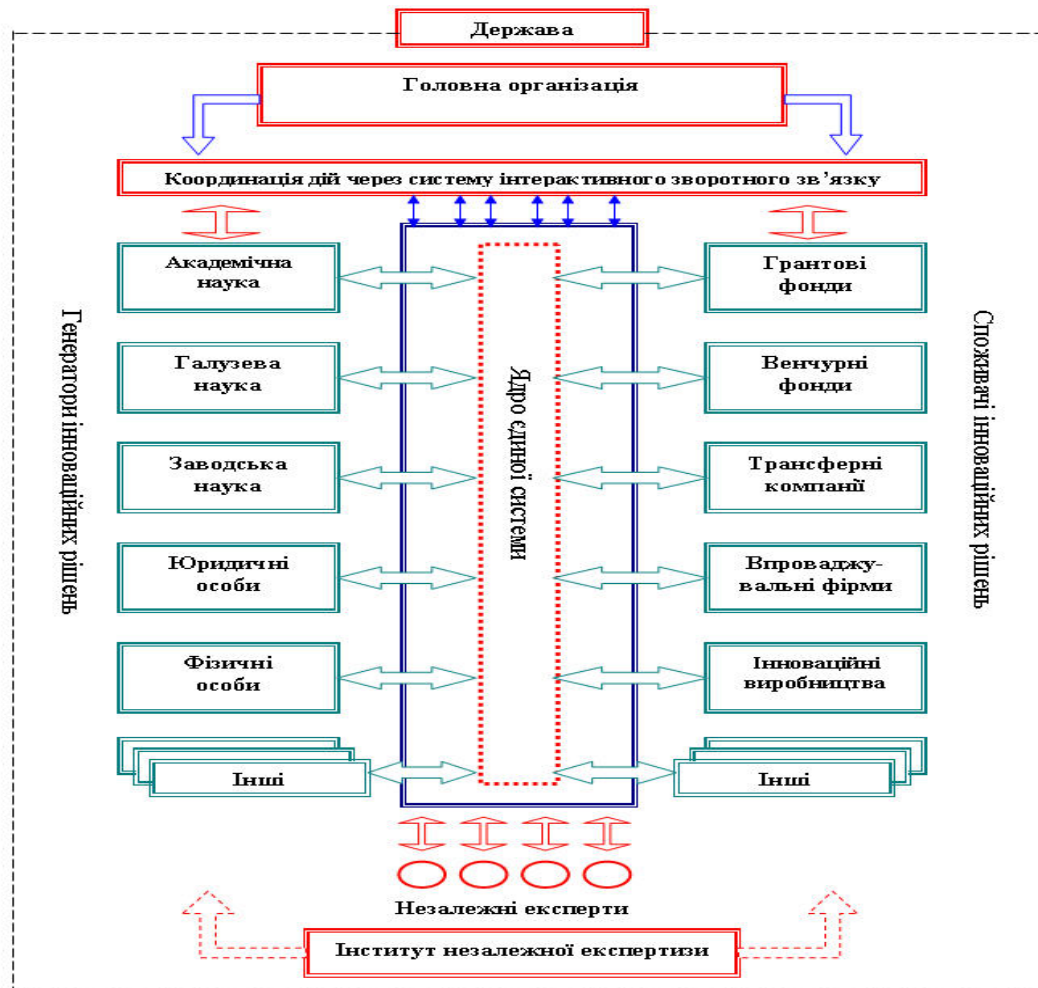 Держава
Головна організація
Координація дій через систему інтерактивного зворотного зв’язку
Генератори інноваційних рішень
Академічна
наука
Галузева
наука
Заводська
наука
Юридичні
особи
Фізичні
особи
Інші
Ядро єдиної системи
Грантові
фонди
Венчурні
фонди
Трансферні
компанії
Впроваджу-
вальні фірми
Інноваційні
виробництва
Інші
Споживачі інноваційних рішень
Незалежні експерти
Інститут незалежної експертизи